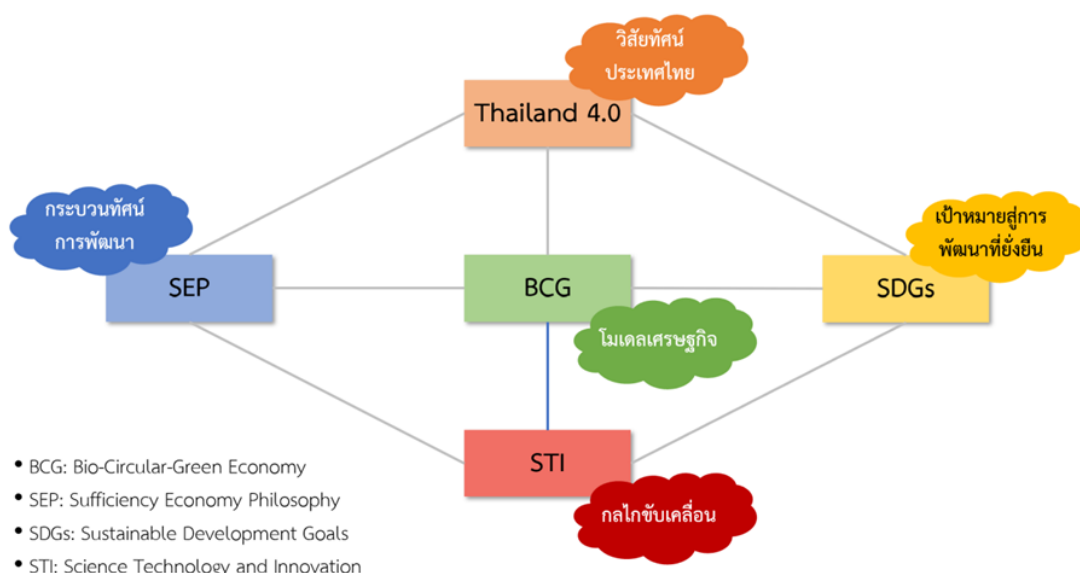 วิสัยทัศน์
ประเทศไทย
Thailand 4.0
กระบวนทัศน์
การพัฒนา
SEP
BCG
โมเดลเศรษฐกิจ
เป้าหมายสู่การ
พัฒนาที่ยั่งยืน
SDGs
STI
กลไกขับเคลื่อน
• BCG: Bio-Circular-Green Economy
• SEP: Sufficiency Economy Philosophy
• SDGs: Sustainable Development Goals
• STI: Science Technology and Innovation